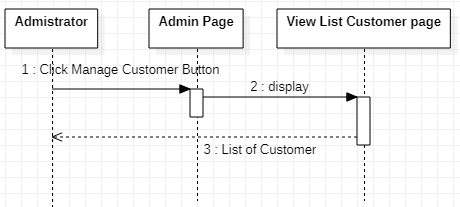 Admistrator
Admin Page
View List Customer page
1 : Click Manage Customer Button
2 : display
3 : List of Customer